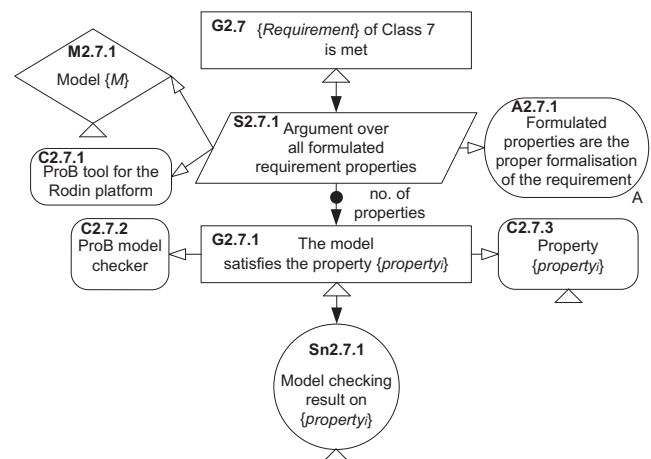 G2.7 {Requirement} of Class 7
is met
M2.7.1
Model {M}
S2.7.1
Argument over
all formulated
requirement properties
A2.7.1
Formulated
properties are the
proper formalisation
of the requirement
A
C2.7.1
ProB tool for the
Rodin platform
no. of
properties
C2.7.2
ProB model
checker
G2.7.1 The model
satisfies the property {propertyi}
C2.7.3
Property
{propertyi}
Sn2.7.1
Model checking
result on
{propertyi}